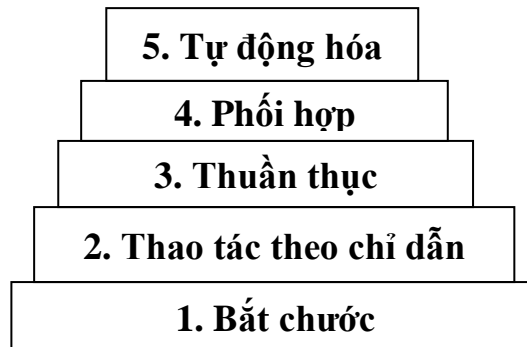 5. Tự động hóa
4. Phối hợp
3. Thuần thục
2. Thao tác theo chỉ dẫn
1. Bắt chước